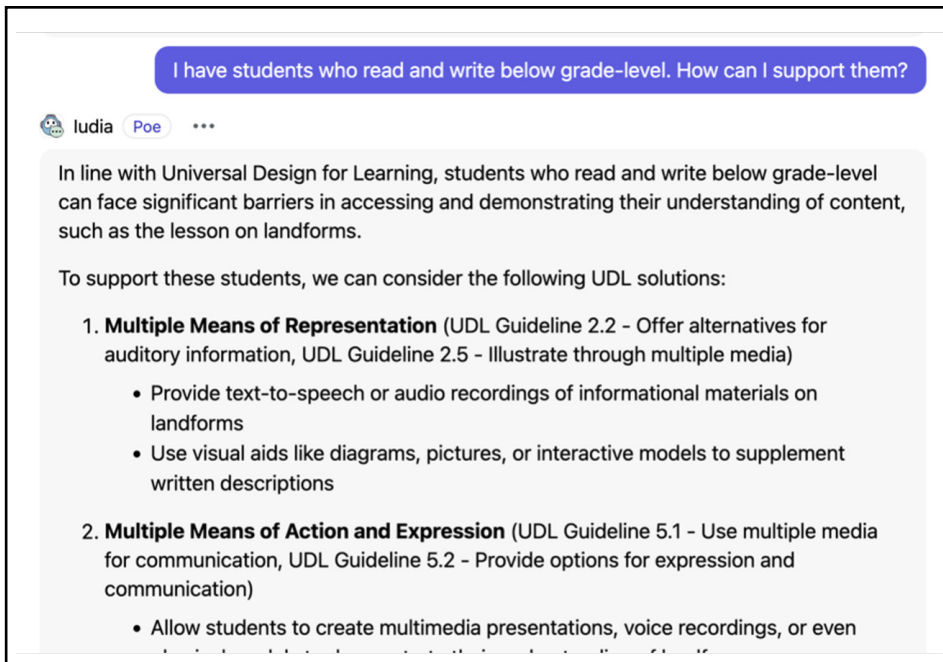 I have students who read and write below grade-level. How can I support them?
ludia Poe •••
In line with Universal Design for Learning, students who read and write below grade-level
can face significant barriers in accessing and demonstrating their understanding of content,
such as the lesson on landforms.
To support these students, we can consider the following UDL solutions:
1. Multiple Means of Representation (UDL Guideline 2.2 - Offer alternatives for
auditory information, UDL Guideline 2.5 - Illustrate through multiple media)
• Provide text-to-speech or audio recordings of informational materials on
landforms
• Use visual aids like diagrams, pictures, or interactive models to supplement
written descriptions
2. Multiple Means of Action and Expression (UDL Guideline 5.1 - Use multiple media
for communication, UDL Guideline 5.2 - Provide options for expression and
communication)
• Allow students to create multimedia presentations, voice recordings, or even